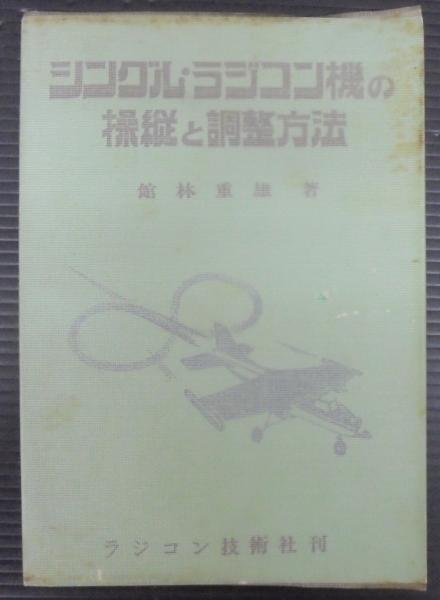 シングル・ラジコン機の
操縦と調整方法
館林重雄 著
ラジコン技術社刊